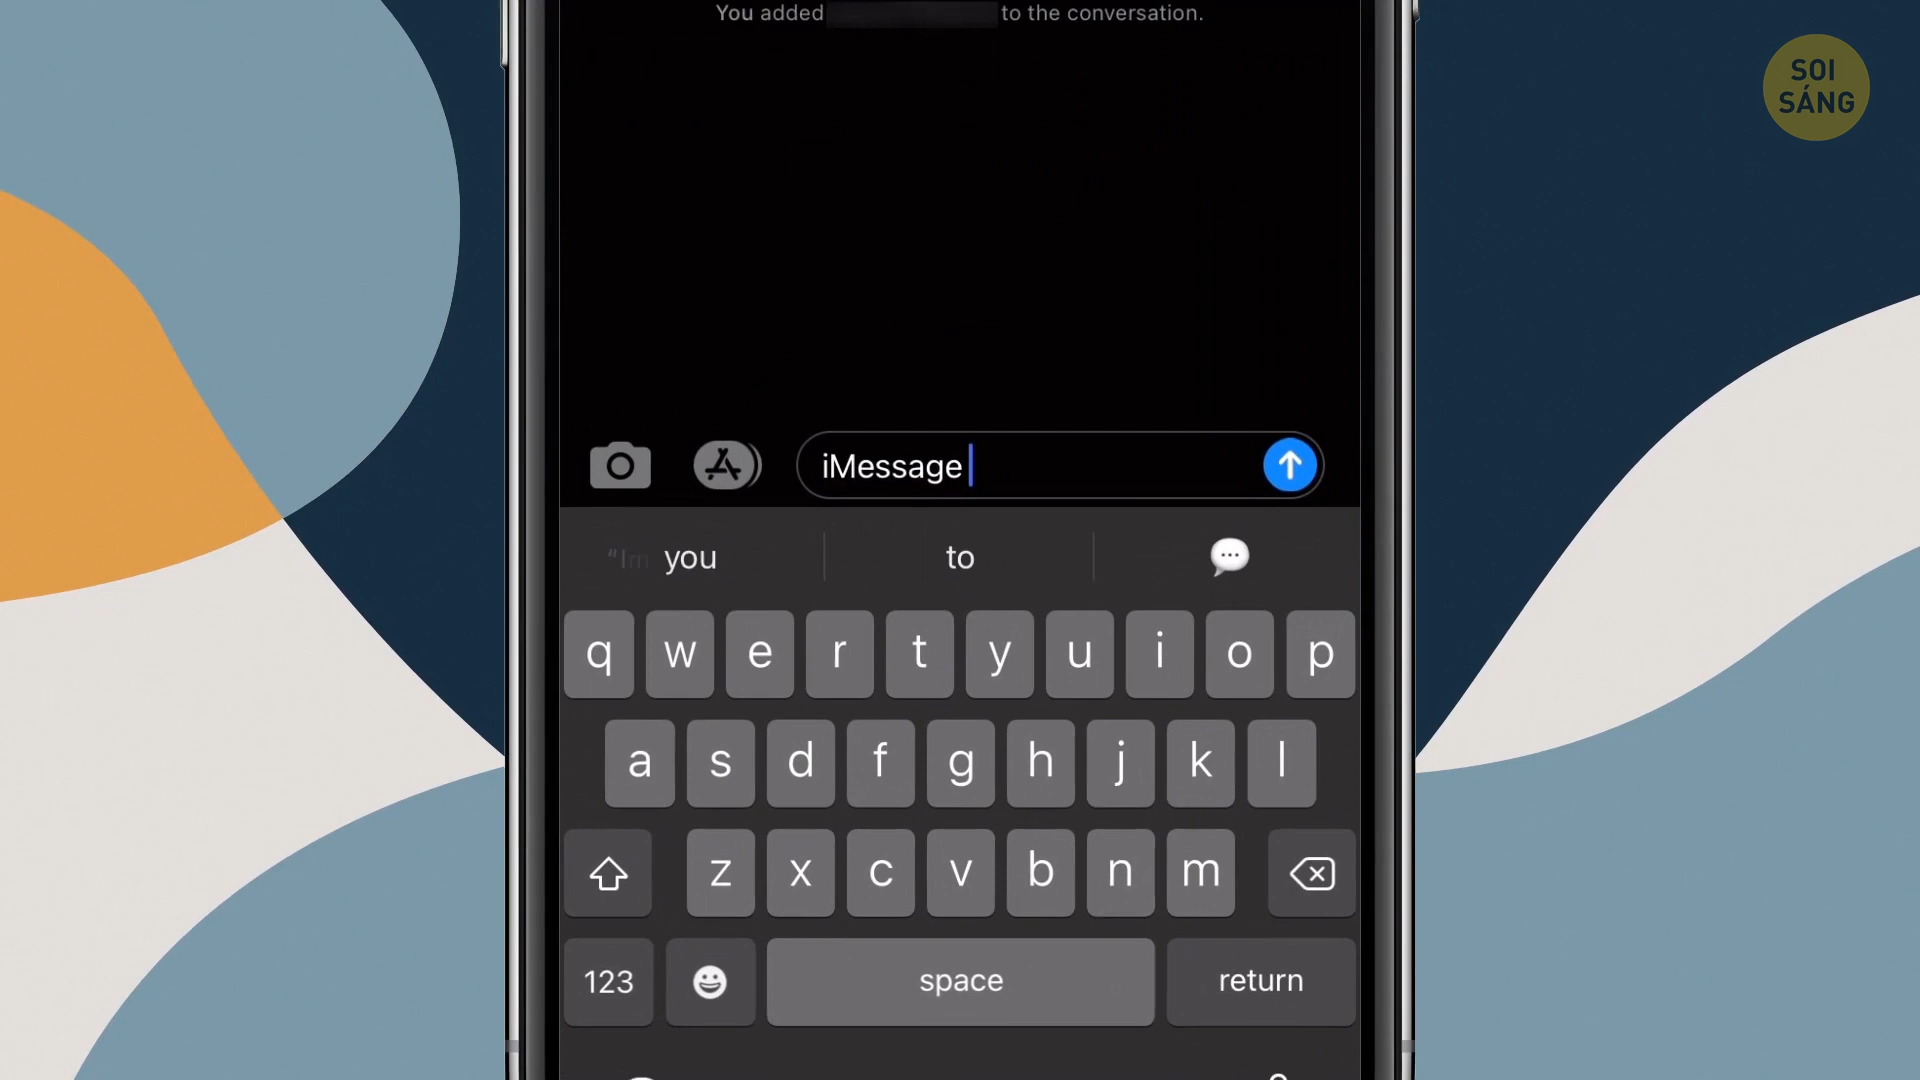 You added
to the conversation.
SOI
SÁNG
iMessage
you
to
q w e r t y u i o p
a s d f g h j k l
z x c v b n m
123
space
return